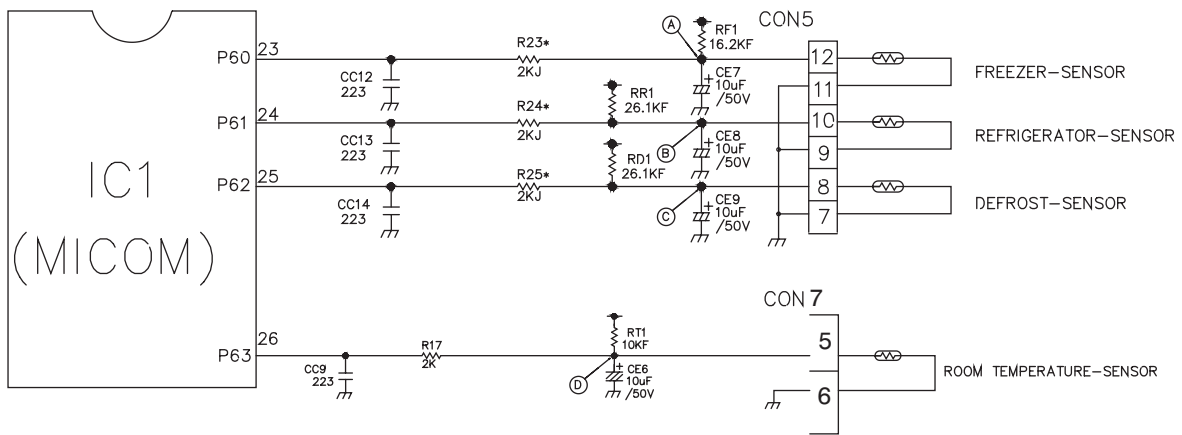 CON5
A
RF1
16.2KF
P60
23
R23*
2KJ
CC12
223
CE7
10uF
/50V
12
11
FREEZER-SENSOR
RR1
26.1KF
P61
24
R24*
2KJ
CC13
223
B
CE8
10uF
/50V
10
9
REFRIGERATOR-SENSOR
RD1
26.1KF
P62
25
R25*
2KJ
CC14
223
C
CE9
10uF
/50V
8
7
DEFROST-SENSOR
IC1
(MICOM)
CON 7
P63
26
CC9
223
R17
2K
RT1
10KF
D
CE6
10uF
/50V
5
6
ROOM TEMPERATURE-SENSOR